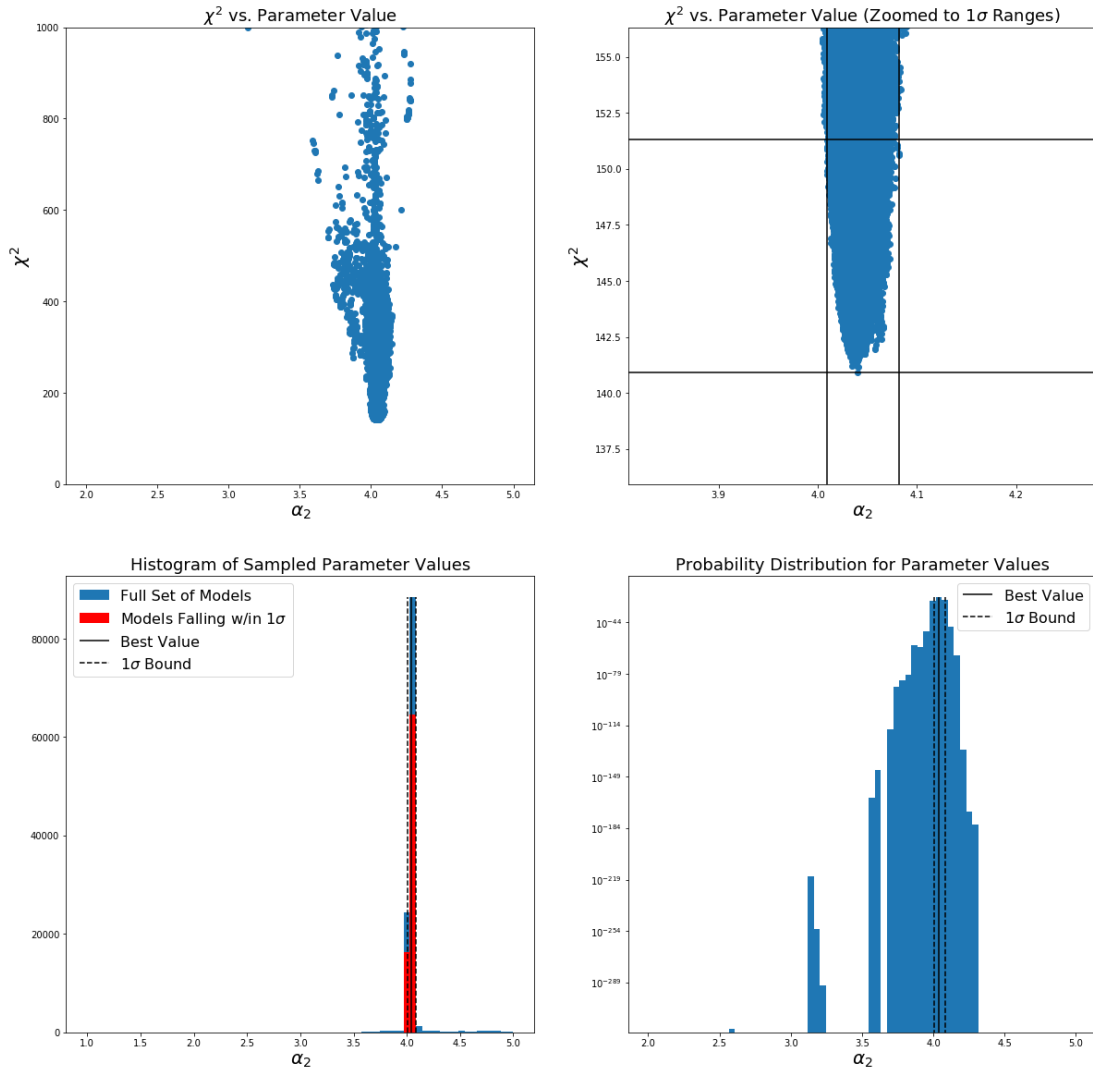 χ² vs. Parameter Value
1000
800
600
400
200
0
χ²
2.0 2.5 3.0 3.5 4.0 4.5 5.0
α₂
χ² vs. Parameter Value (Zoomed to 1σ Ranges)
155.0
152.5
150.0
147.5
145.0
142.5
140.0
137.5
χ²
3.9 4.0 4.1 4.2
α₂
Histogram of Sampled Parameter Values
Full Set of Models
Models Falling w/in 1σ
Best Value
1σ Bound
80000
60000
40000
20000
0
1.0 1.5 2.0 2.5 3.0 3.5 4.0 4.5 5.0
α₂
Probability Distribution for Parameter Values
Best Value
1σ Bound
10⁻⁴⁴
10⁻⁷⁹
10⁻¹¹⁴
10⁻¹⁴⁹
10⁻¹⁸⁴
10⁻²¹⁹
10⁻²⁵⁴
10⁻²⁸⁹
2.0 2.5 3.0 3.5 4.0 4.5 5.0
α₂